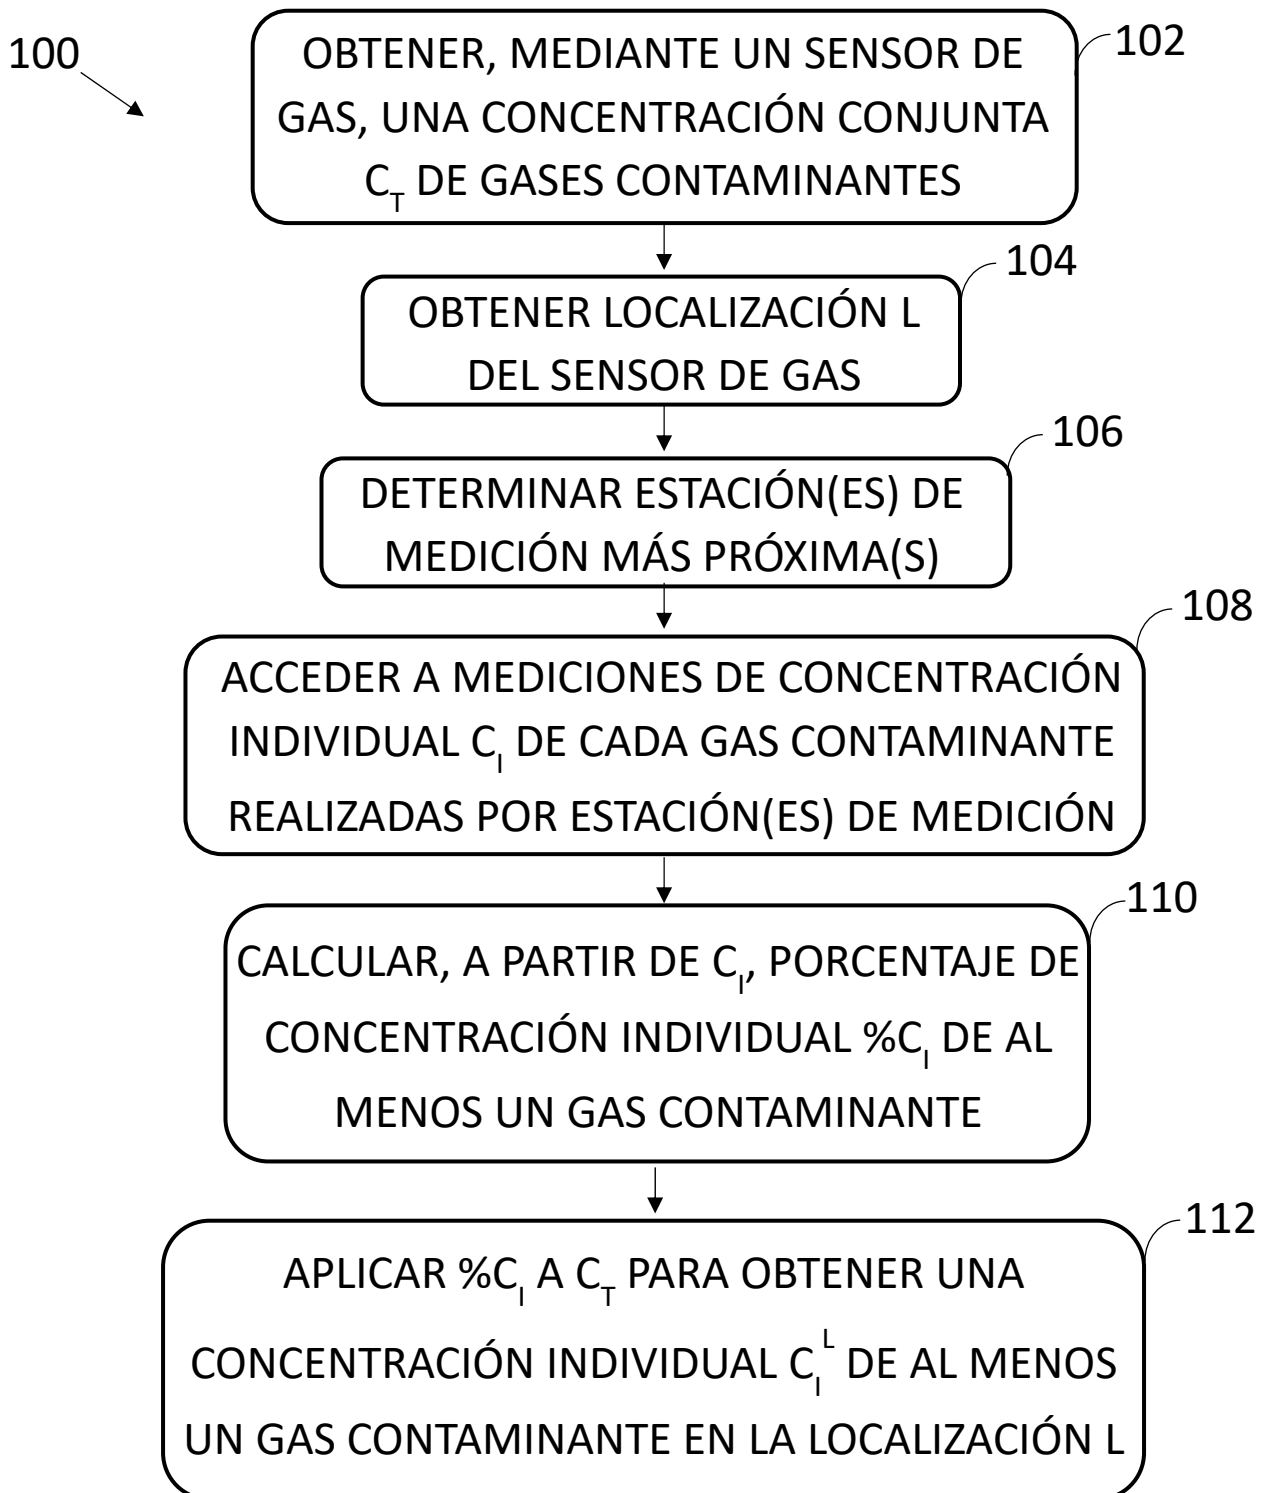 100
102
OBTENER, MEDIANTE UN SENSOR DE
GAS, UNA CONCENTRACIÓN CONJUNTA
C_T DE GASES CONTAMINANTES
104
OBTENER LOCALIZACIÓN L
DEL SENSOR DE GAS
106
DETERMINAR ESTACIÓN(ES) DE
MEDICIÓN MÁS PRÓXIMA(S)
108
ACCEDER A MEDICIONES DE CONCENTRACIÓN
INDIVIDUAL C_I DE CADA GAS CONTAMINANTE
REALIZADAS POR ESTACIÓN(ES) DE MEDICIÓN
110
CALCULAR, A PARTIR DE C_I, PORCENTAJE DE
CONCENTRACIÓN INDIVIDUAL %C_I DE AL
MENOS UN GAS CONTAMINANTE
112
APLICAR %C_I A C_T PARA OBTENER UNA
CONCENTRACIÓN INDIVIDUAL C_I^L DE AL MENOS
UN GAS CONTAMINANTE EN LA LOCALIZACIÓN L